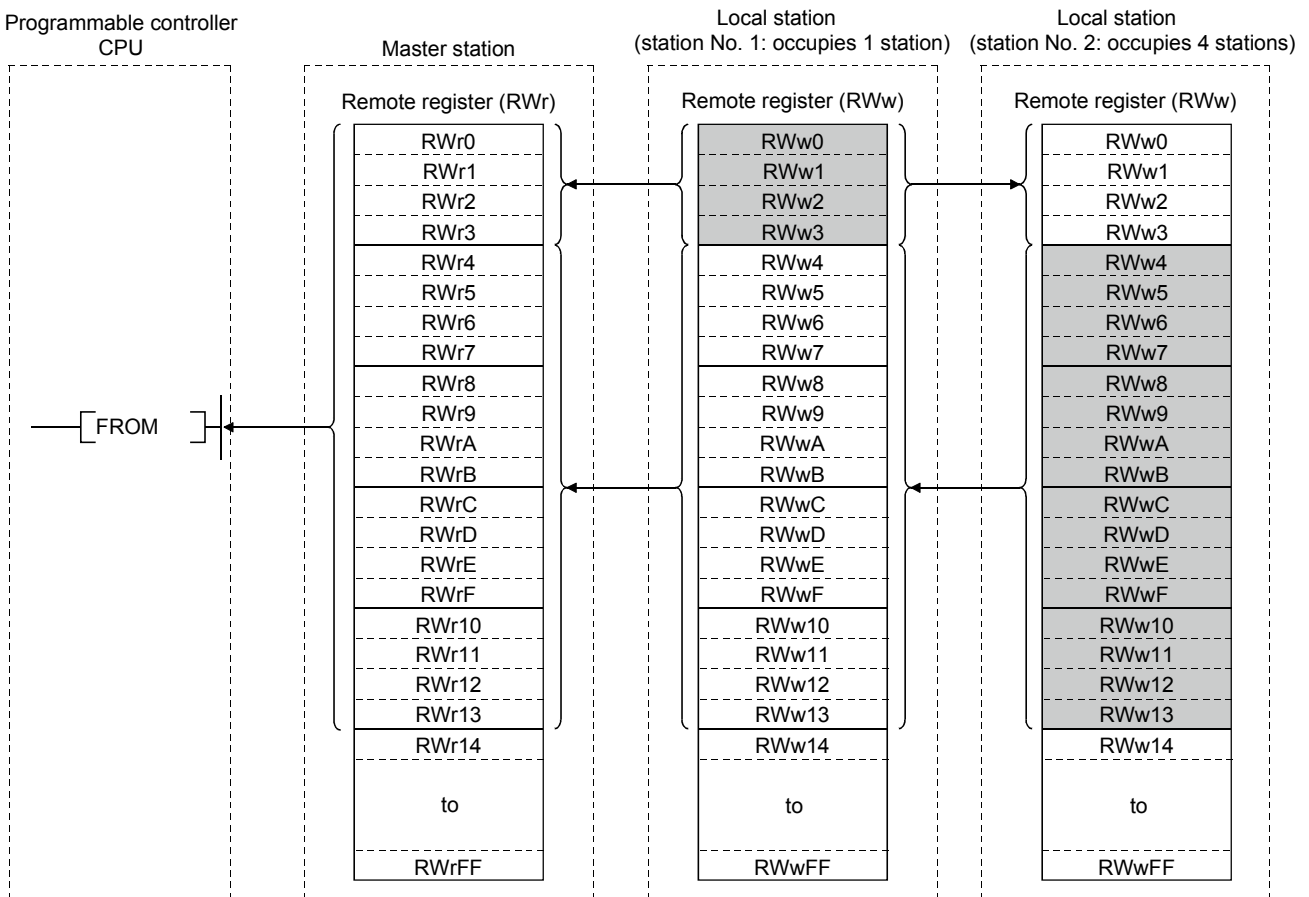 Programmable controller
CPU
Master station
Local station
(station No. 1: occupies 1 station)
Local station
(station No. 2: occupies 4 stations)
Remote register (RWr)
Remote register (RWw)
Remote register (RWw)
RWr0
RWr1
RWr2
RWr3
RWr4
RWr5
RWr6
RWr7
RWr8
RWr9
RWrA
RWrB
RWrC
RWrD
RWrE
RWrF
RWr10
RWr11
RWr12
RWr13
RWr14
to
RWrFF
RWw0
RWw1
RWw2
RWw3
RWw4
RWw5
RWw6
RWw7
RWw8
RWw9
RWwA
RWwB
RWwC
RWwD
RWwE
RWwF
RWw10
RWw11
RWw12
RWw13
RWw14
to
RWwFF
RWw0
RWw1
RWw2
RWw3
RWw4
RWw5
RWw6
RWw7
RWw8
RWw9
RWwA
RWwB
RWwC
RWwD
RWwE
RWwF
RWw10
RWw11
RWw12
RWw13
RWw14
to
RWwFF
FROM